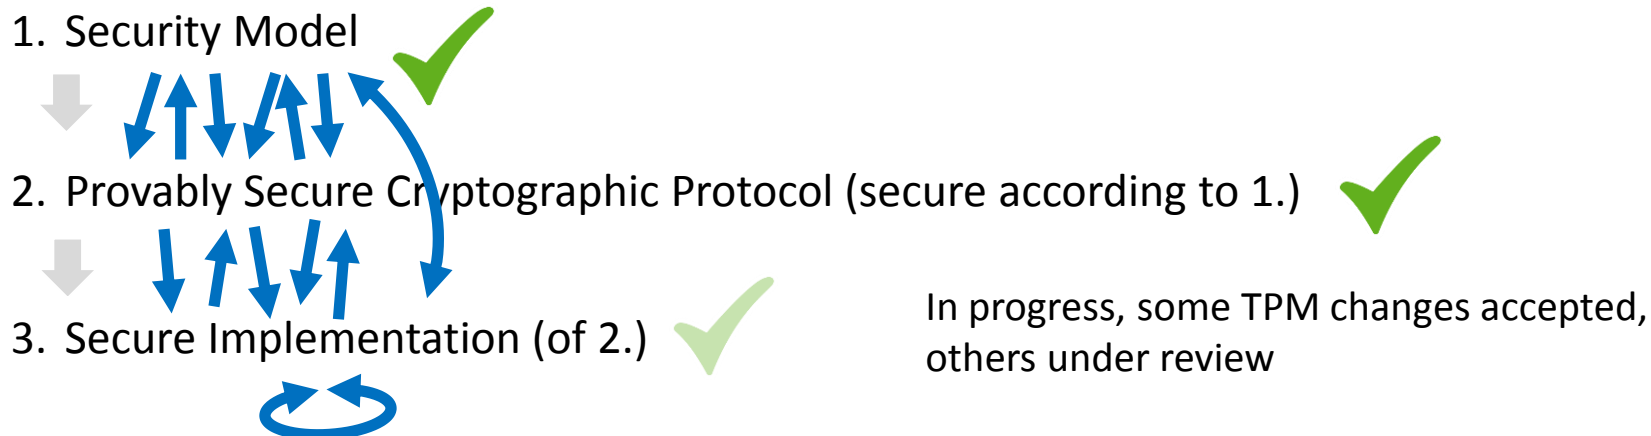 1. Security Model
2. Provably Secure Cryptographic Protocol (secure according to 1.)
3. Secure Implementation (of 2.)
In progress, some TPM changes accepted,
others under review